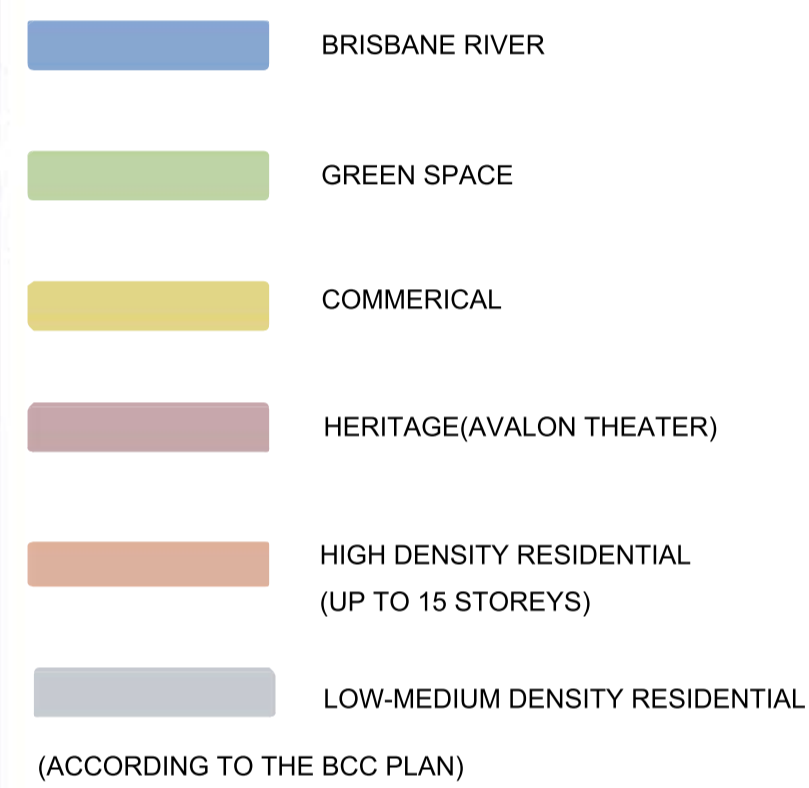 BRISBANE RIVER
GREEN SPACE
COMMERICAL
HERITAGE(AVALON THEATER)
HIGH DENSITY RESIDENTIAL
(UP TO 15 STOREYS)
LOW-MEDIUM DENSITY RESIDENTIAL
(ACCORDING TO THE BCC PLAN)